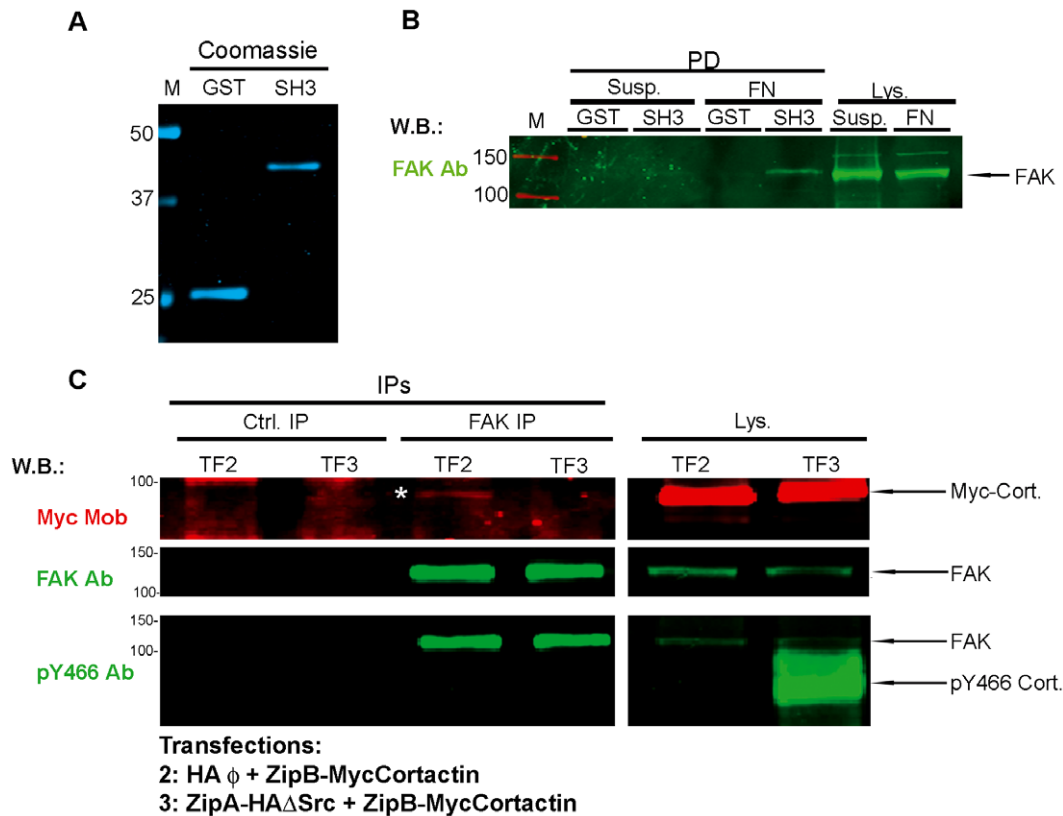 A
Coomassie
M GST SH3
50
37
25
B
PD
Susp. FN Lys.
W.B.: M GST SH3 GST SH3 Susp. FN
FAK Ab 150 FAK
100
C
IPs
Ctrl. IP FAK IP Lys.
W.B.: TF2 TF3 TF2 TF3 TF2 TF3
100- * Myc-Cort.
Myc Mob
150-
FAK Ab FAK
100-
150-
FAK
100-
pY466 Ab
pY466 Cort.
Transfections:
2: HA ϕ + ZipB-MycCortactin
3: ZipA-HAΔSrc + ZipB-MycCortactin